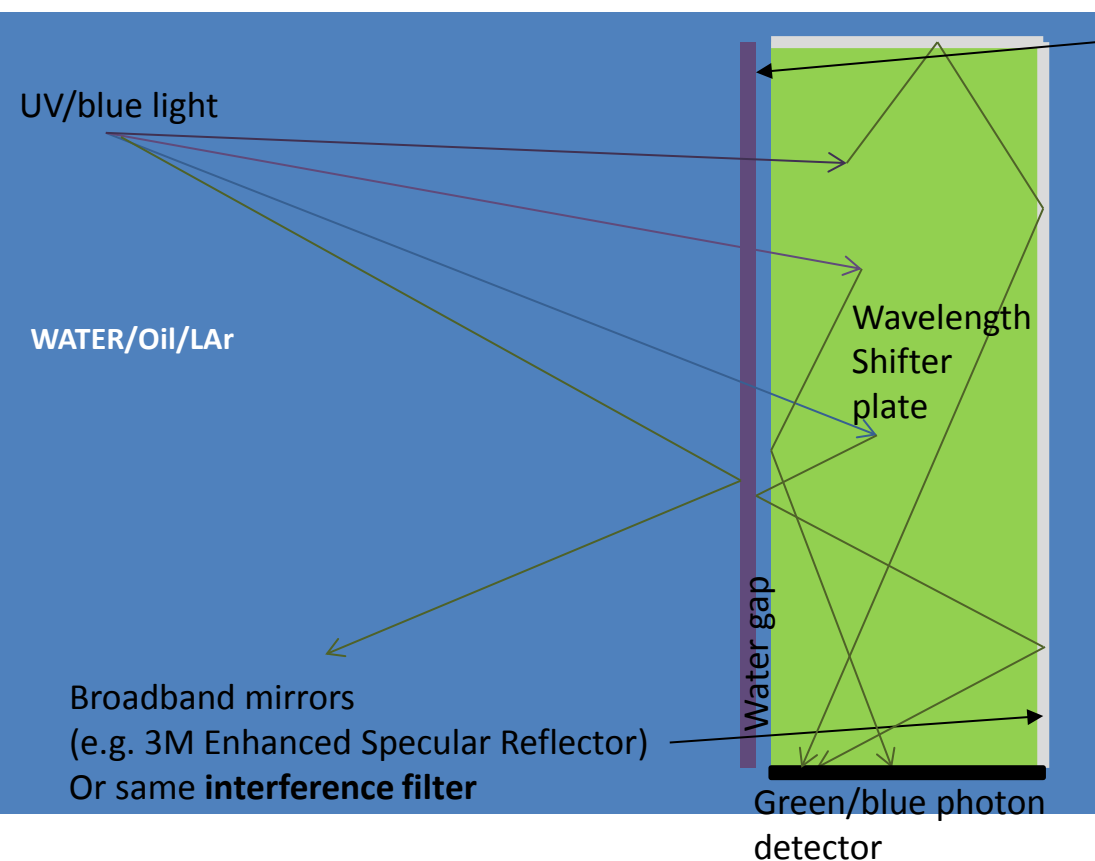 UV/blue light
WATER/Oil/LAr
Wavelength
Shifter
plate
Water gap
Broadband mirrors
(e.g. 3M Enhanced Specular Reflector)
Or same interference filter
Green/blue photon
detector